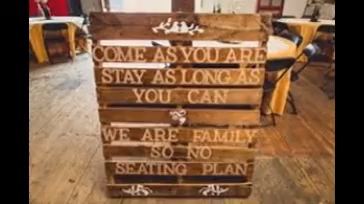 COME AS YOU ARE
STAY AS LONG AS
YOU CAN
WE ARE FAMILY
SO NO
SEATING PLAN